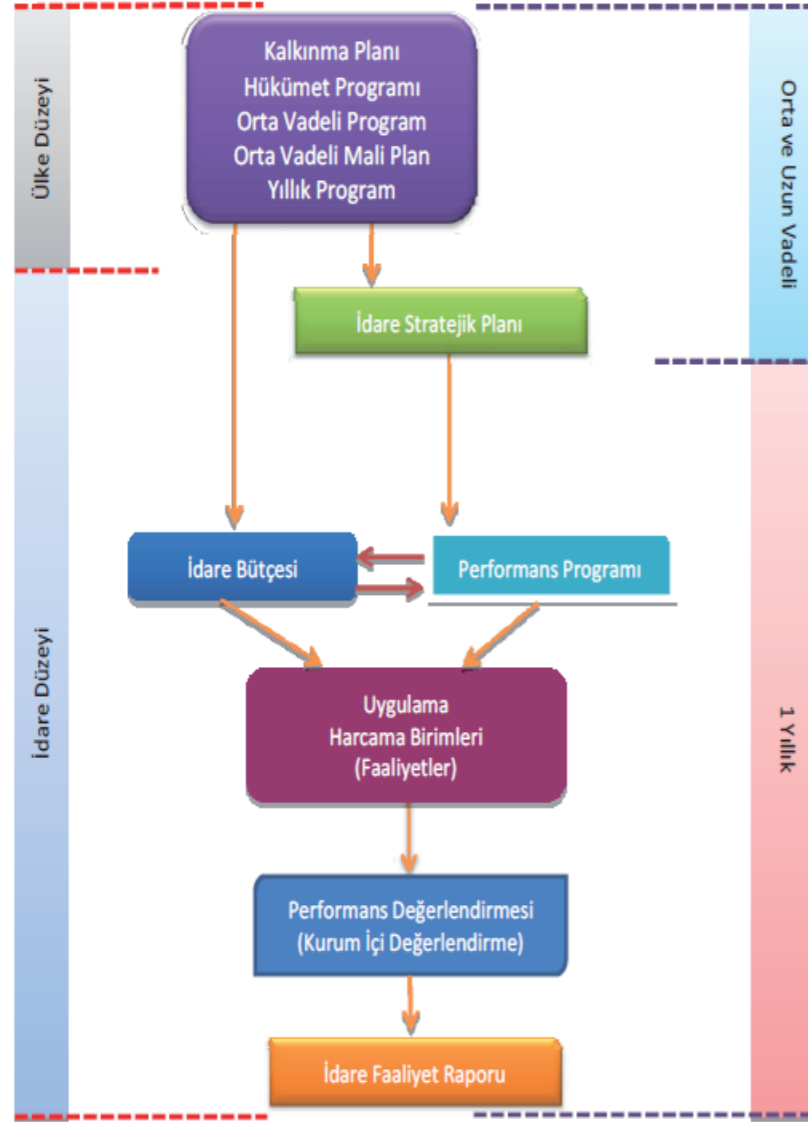 Ülke Düzeyi
Kalkınma Planı
Hükümet Programı
Orta Vadeli Program
Orta Vadeli Mali Plan
Yıllık Program
Orta ve Uzun Vadeli
İdare Stratejik Planı
İdare Düzeyi
İdare Bütçesi
Performans Programı
1 Yıllık
Uygulama
Harcama Birimleri
(Faaliyetler)
Performans Değerlendirmesi
(Kurum İçi Değerlendirme)
İdare Faaliyet Raporu